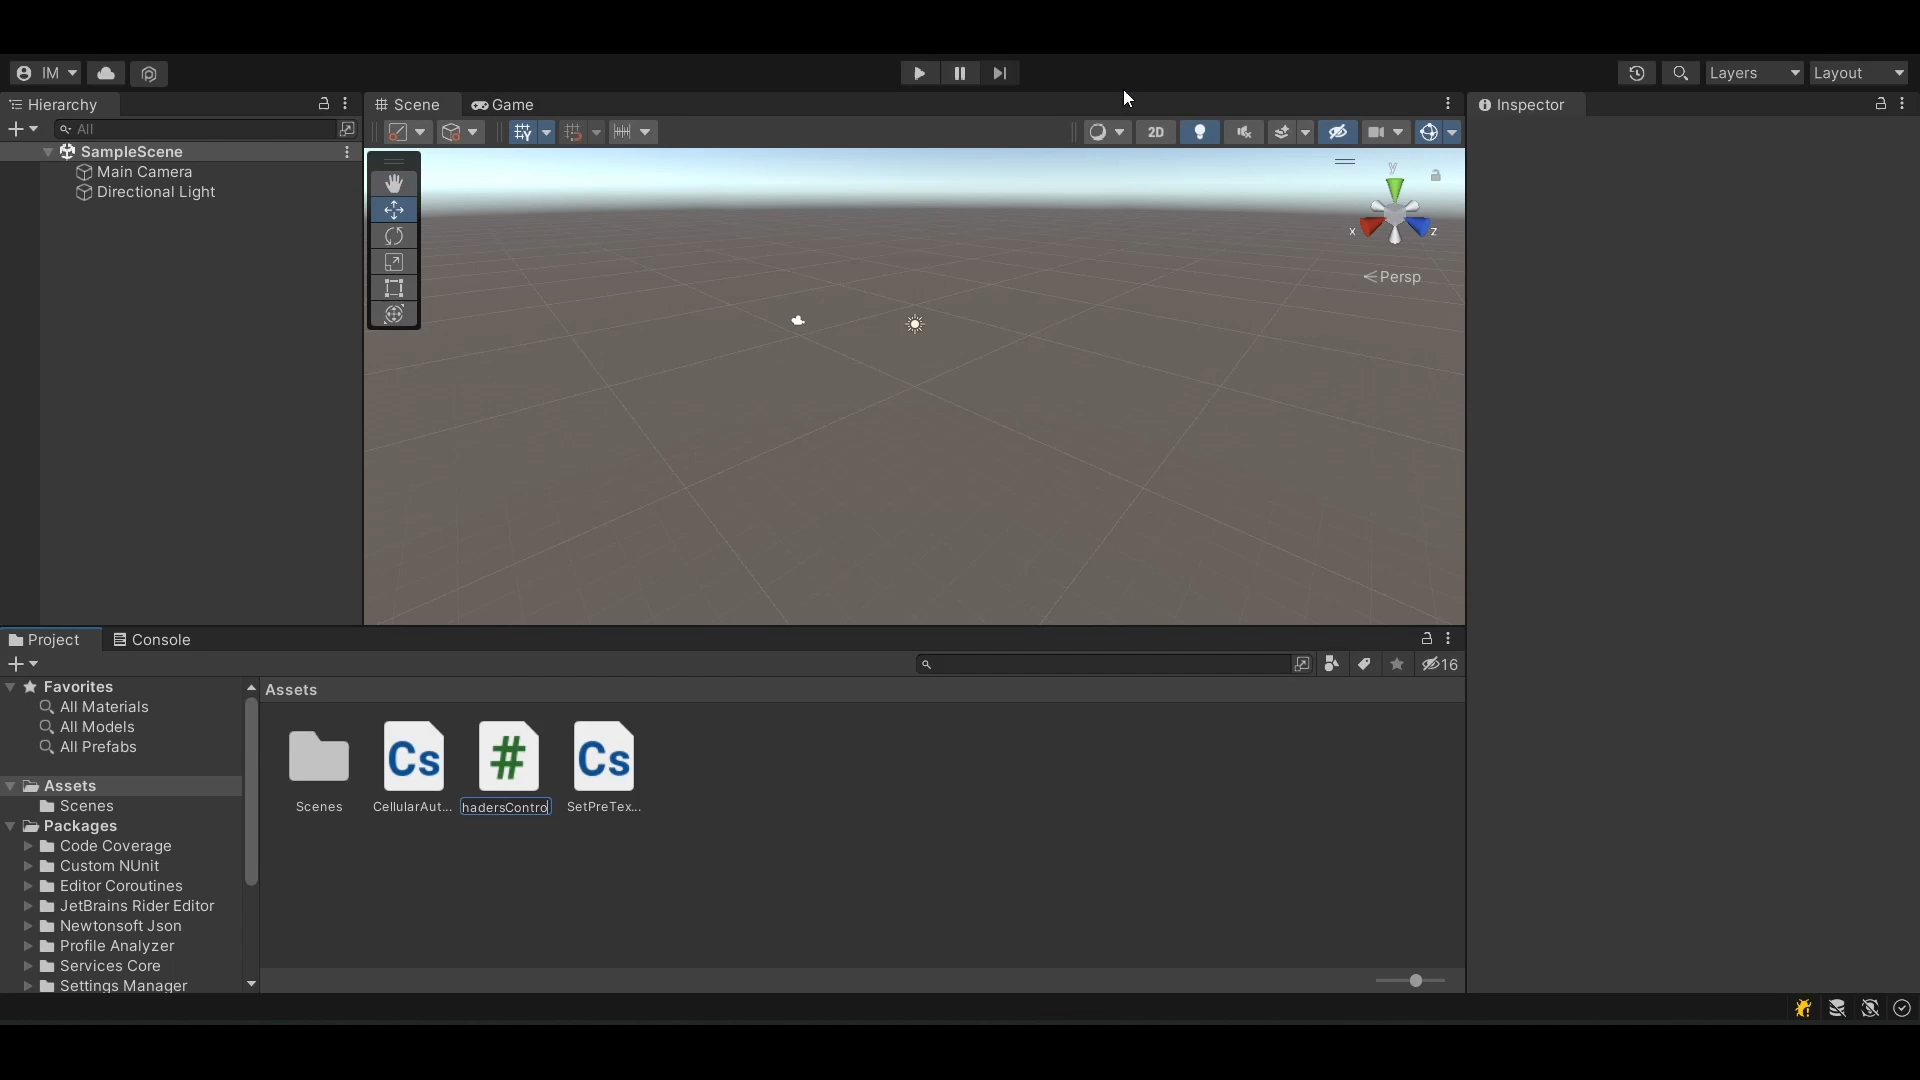 IM
Layers
Layout
Hierarchy
Scene
Game
Inspector
All
2D
SampleScene
Main Camera
Directional Light
y
x
z
Persp
Project
Console
16
Favorites
All Materials
All Models
All Prefabs
Assets
Scenes
Packages
Code Coverage
Custom NUnit
Editor Coroutines
JetBrains Rider Editor
Newtonsoft Json
Profile Analyzer
Services Core
Settings Manager
Assets
Cs
#
Cs
Scenes
CellularAut...
hadersContro
SetPreTex...